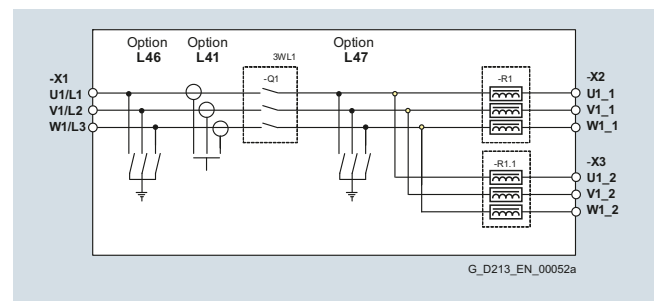 Option Option Option
L46 L41 L47
3WL1
-X1 -Q1 -R1 -X2
U1/L1 U1_1
V1/L2 V1_1
W1/L3 W1_1
-R1.1 -X3
U1_2
V1_2
W1_2
G_D213_EN_00052a